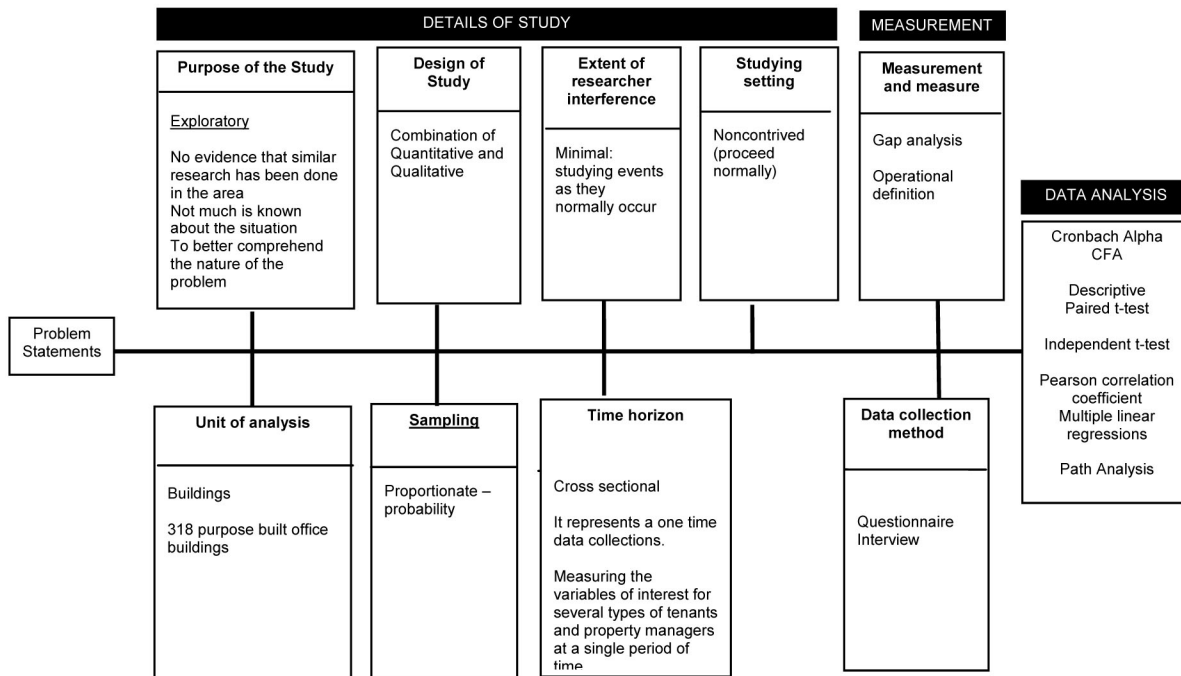 DETAILS OF STUDY
MEASUREMENT
Purpose of the Study
Exploratory
No evidence that similar
research has been done
in the area
Not much is known
about the situation
To better comprehend
the nature of the
problem
Design of
Study
Combination of
Quantitative and
Qualitative
Extent of
researcher
interference
Minimal:
studying events
as they
normally occur
Studying
setting
Noncontrived
(proceed
normally)
Measurement
and measure
Gap analysis
Operational
definition
DATA ANALYSIS
Cronbach Alpha
CFA
Descriptive
Paired t-test
Independent t-test
Pearson correlation
coefficient
Multiple linear
regressions
Path Analysis
Problem
Statements
Unit of analysis
Buildings
318 purpose built office
buildings
Sampling
Proportionate –
probability
Time horizon
Cross sectional
It represents a one time
data collections.
Measuring the
variables of interest for
several types of tenants
and property managers
at a single period of
time
Data collection
method
Questionnaire
Interview